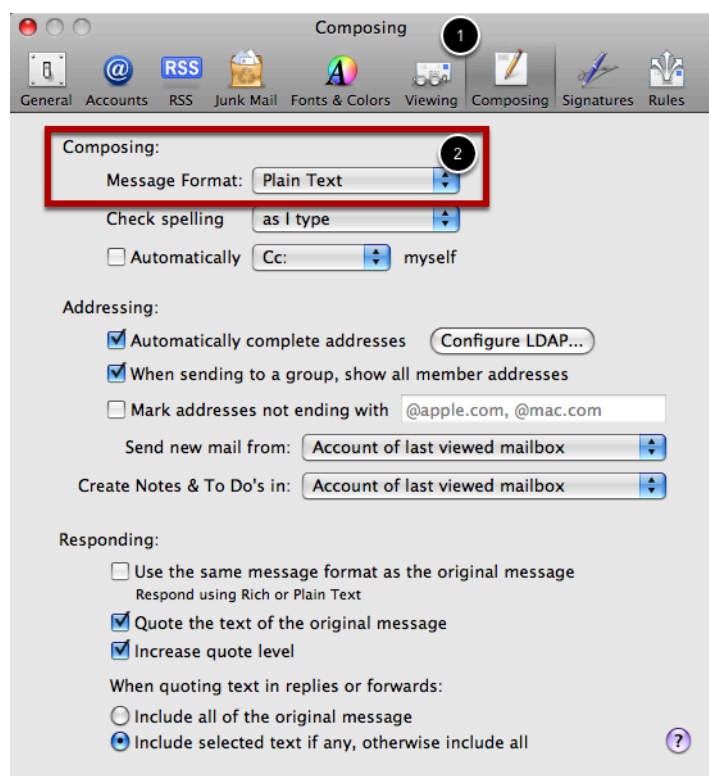 Composing
1
RSS
General Accounts RSS Junk Mail Fonts & Colors Viewing Composing Signatures Rules
Composing:
2
Message Format: Plain Text
Check spelling as I type
Automatically Cc: myself
Addressing:
Automatically complete addresses Configure LDAP...
When sending to a group, show all member addresses
Mark addresses not ending with @apple.com, @mac.com
Send new mail from: Account of last viewed mailbox
Create Notes & To Do's in: Account of last viewed mailbox
Responding:
Use the same message format as the original message
Respond using Rich or Plain Text
Quote the text of the original message
Increase quote level
When quoting text in replies or forwards:
Include all of the original message
Include selected text if any, otherwise include all
?